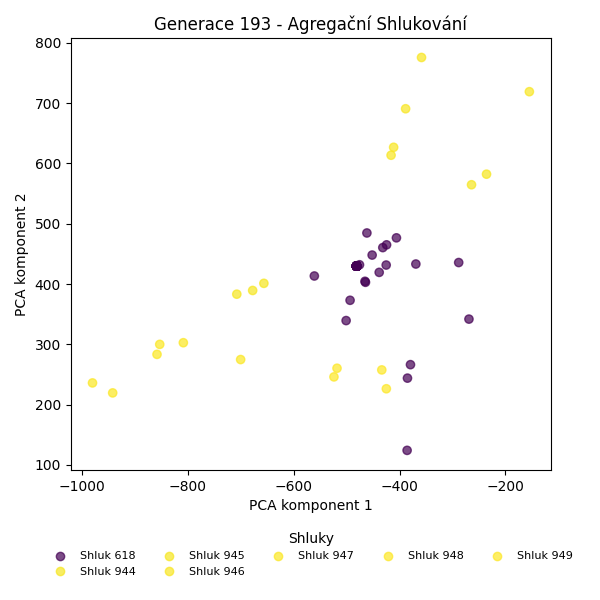 Generace 193 - Agregační Shlukování
800
700
600
500
400
300
200
100
PCA komponent 2
−1000 −800 −600 −400 −200
PCA komponent 1
Shluky
Shluk 618 Shluk 945 Shluk 947 Shluk 948 Shluk 949
Shluk 944 Shluk 946